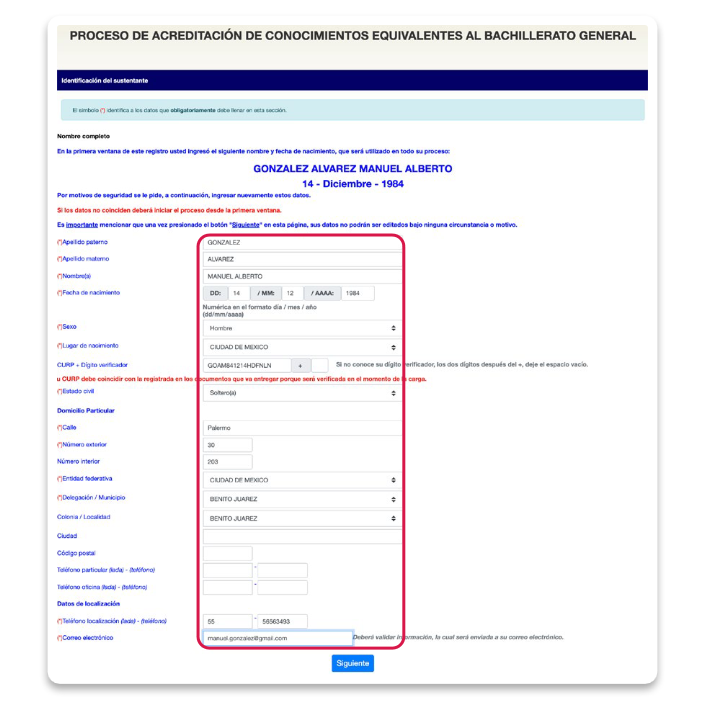 PROCESO DE ACREDITACIÓN DE CONOCIMIENTOS EQUIVALENTES AL BACHILLERATO GENERAL
Identificación del sustentante
El símbolo (*) identifica a los datos que obligatoriamente debe llenar en esta sección.
Nombre completo
En la primera ventana de este registro usted ingresó el siguiente nombre y fecha de nacimiento, que será utilizado en todo su proceso:
GONZALEZ ALVAREZ MANUEL ALBERTO
14 - Diciembre - 1984
Por motivos de seguridad se le pide, a continuación, ingresar nuevamente estos datos.
Si los datos no coinciden deberá iniciar el proceso desde la primera ventana.
Es importante mencionar que una vez presionado el botón "Siguiente" en esta página, sus datos no podrán ser editados bajo ninguna circunstancia o motivo.
(*)Apellido paterno GONZALEZ
(*)Apellido materno ALVAREZ
(*)Nombre(s) MANUEL ALBERTO
(*)Fecha de nacimiento DD: 14 / MM: 12 / AAAA: 1984
Numérica en el formato día / mes / año
(dd/mm/aaaa)
(*)Sexo Hombre
(*)Lugar de nacimiento CIUDAD DE MEXICO
CURP + Dígito verificador GOAM841214HDFNLN + Si no conoce su dígito verificador, los dos dígitos después del +, deje el espacio vacío.
u CURP debe coincidir con la registrada en los documentos que va entregar porque será verificada en el momento de la carga.
(*)Estado civil Soltero(a)
Domicilio Particular
(*)Calle Palermo
(*)Número exterior 30
Número interior 203
(*)Entidad federativa CIUDAD DE MEXICO
(*)Delegación / Municipio BENITO JUAREZ
Colonia / Localidad BENITO JUAREZ
Ciudad
Código postal
Teléfono particular (lada) - (teléfono) -
Teléfono oficina (lada) - (teléfono) -
Datos de localización
(*)Teléfono localización (lada) - (teléfono) 55 - 56563493
(*)Correo electrónico manuel.gonzalez@gmail.com Deberá validar información, la cual será enviada a su correo electrónico.
Siguiente